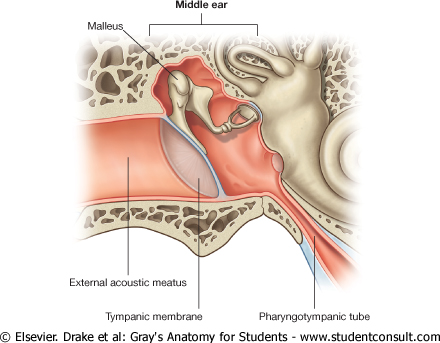 Middle ear
Malleus
External acoustic meatus
Tympanic membrane
Pharyngotympanic tube
© Elsevier. Drake et al: Gray's Anatomy for Students - www.studentconsult.com